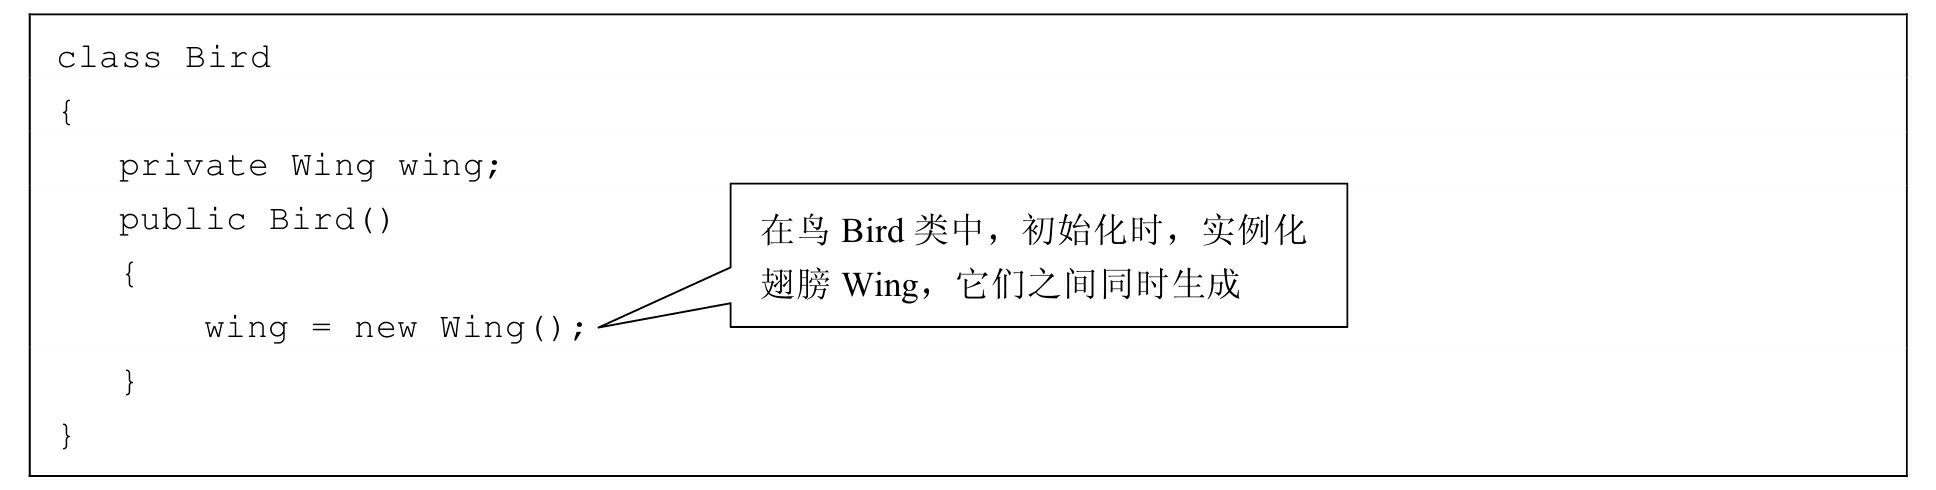 class Bird
{
private Wing wing;
public Bird()
{
wing = new Wing();
}
}
在鸟 Bird 类中，初始化时，实例化
翅膀 Wing，它们之间同时生成